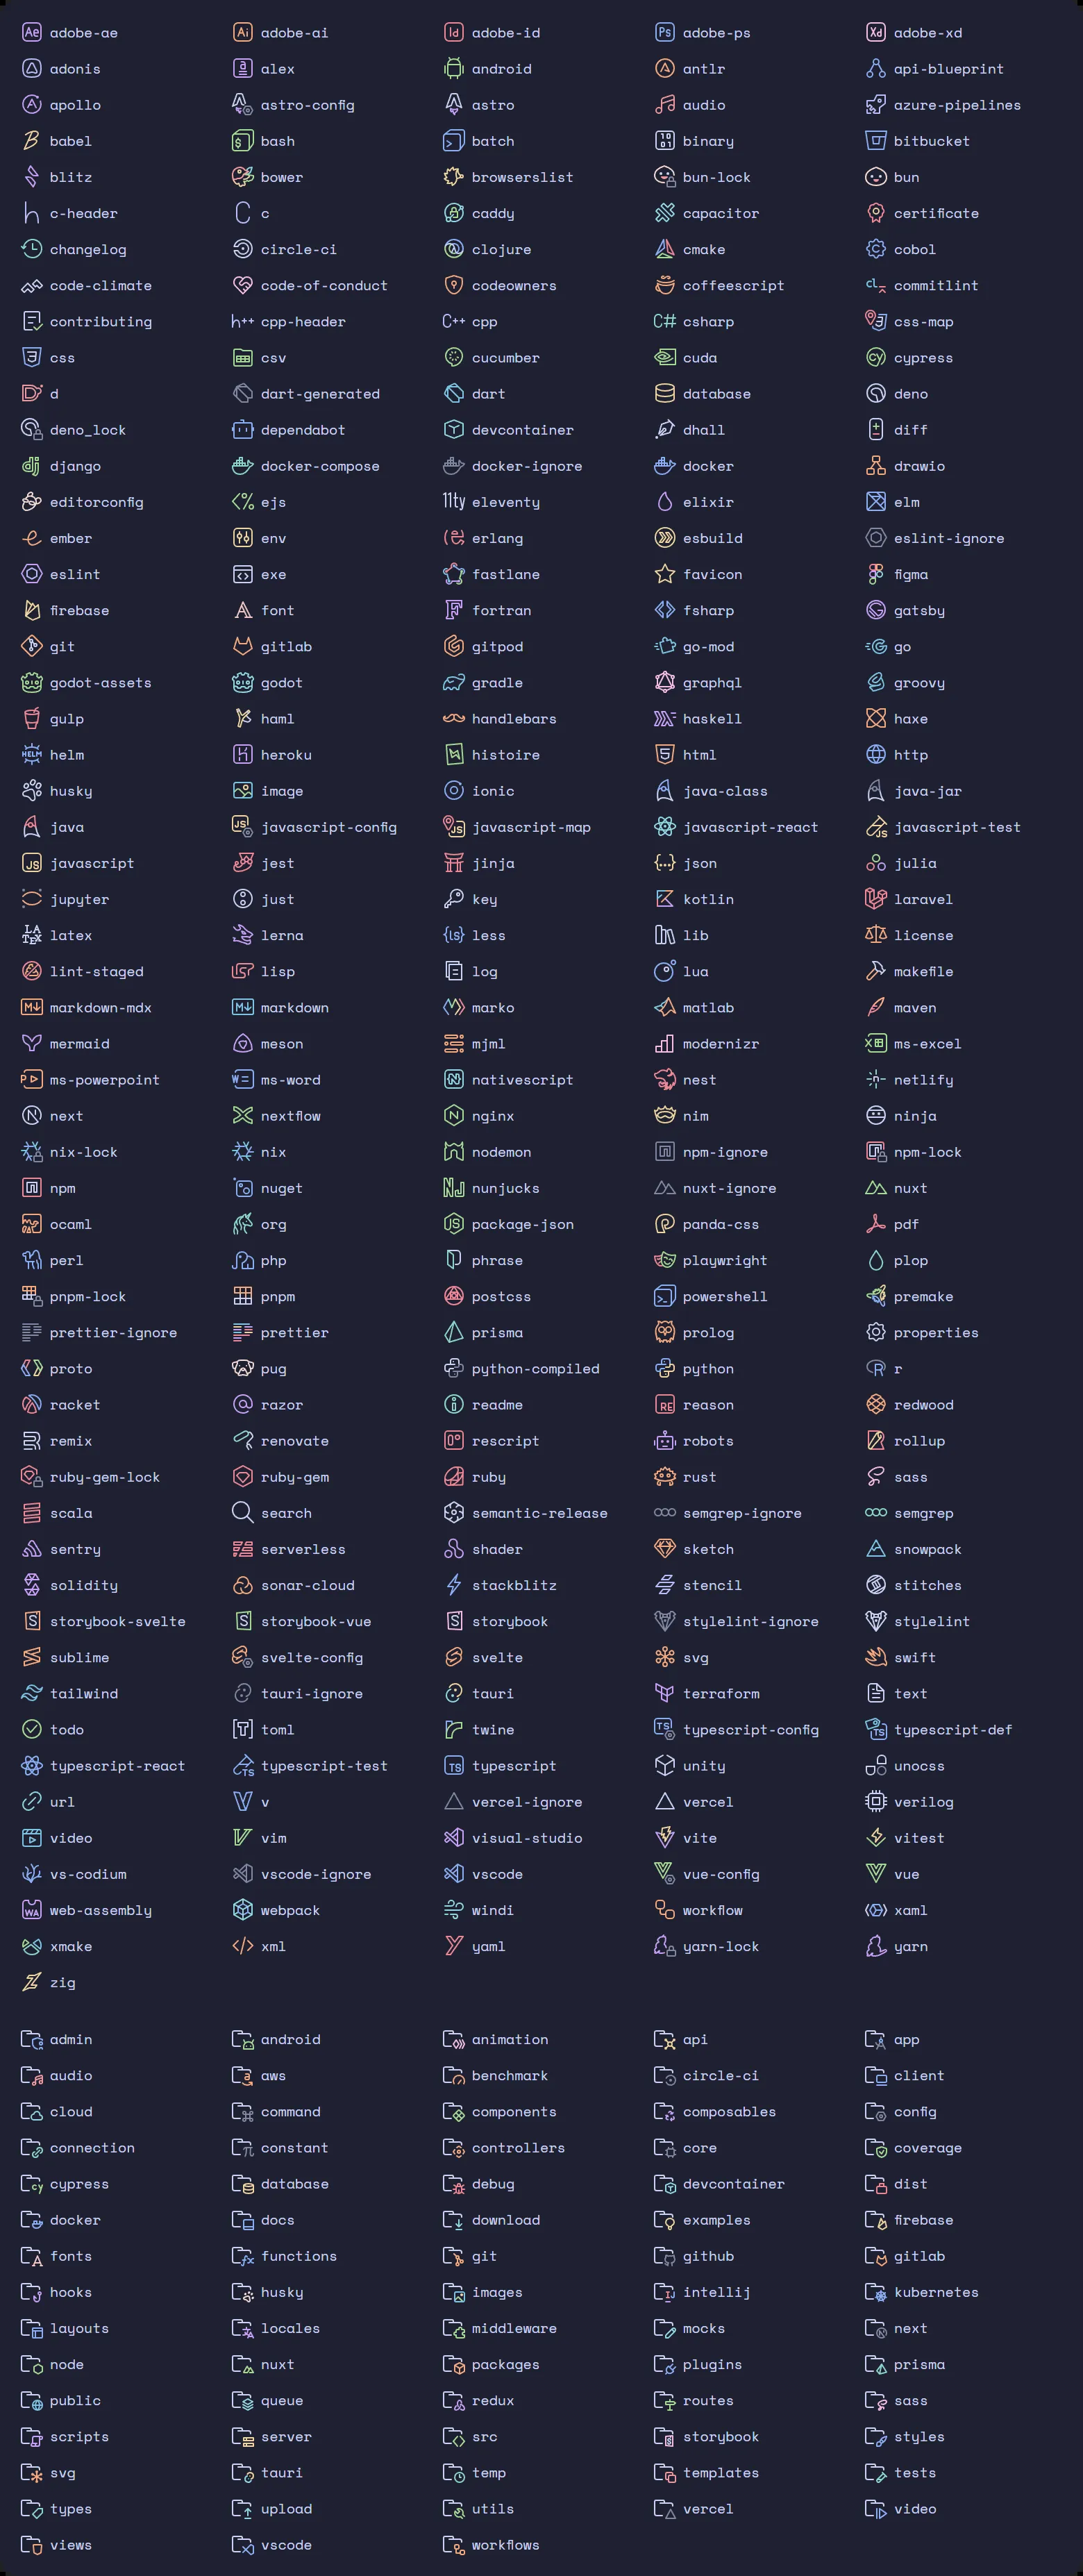 adobe-ae adobe-ai adobe-id adobe-ps adobe-xd
adonis alex android antlr api-blueprint
apollo astro-config astro audio azure-pipelines
babel bash batch binary bitbucket
blitz bower browserslist bun-lock bun
c-header c caddy capacitor certificate
changelog circle-ci clojure cmake cobol
code-climate code-of-conduct codeowners coffeescript commitlint
contributing cpp-header cpp csharp css-map
css csv cucumber cuda cypress
d dart-generated dart database deno
deno_lock dependabot devcontainer dhall diff
django docker-compose docker-ignore docker drawio
editorconfig ejs eleventy elixir elm
ember env erlang esbuild eslint-ignore
eslint exe fastlane favicon figma
firebase font fortran fsharp gatsby
git gitlab gitpod go-mod go
godot-assets godot gradle graphql groovy
gulp haml handlebars haskell haxe
helm heroku histoire html http
husky image ionic java-class java-jar
java javascript-config javascript-map javascript-react javascript-test
javascript jest jinja json julia
jupyter just key kotlin laravel
latex lerna less lib license
lint-staged lisp log lua makefile
markdown-mdx markdown marko matlab maven
mermaid meson mjml modernizr ms-excel
ms-powerpoint ms-word nativescript nest netlify
next nextflow nginx nim ninja
nix-lock nix nodemon npm-ignore npm-lock
npm nuget nunjucks nuxt-ignore nuxt
ocaml org package-json panda-css pdf
perl php phrase playwright plop
pnpm-lock pnpm postcss powershell premake
prettier-ignore prettier prisma prolog properties
proto pug python-compiled python r
racket razor readme reason redwood
remix renovate rescript robots rollup
ruby-gem-lock ruby-gem ruby rust sass
scala search semantic-release semgrep-ignore semgrep
sentry serverless shader sketch snowpack
solidity sonar-cloud stackblitz stencil stitches
storybook-svelte storybook-vue storybook stylelint-ignore stylelint
sublime svelte-config svelte svg swift
tailwind tauri-ignore tauri terraform text
todo toml twine typescript-config typescript-def
typescript-react typescript-test typescript unity unocss
url v vercel-ignore vercel verilog
video vim visual-studio vite vitest
vs-codium vscode-ignore vscode vue-config vue
web-assembly webpack windi workflow xaml
xmake xml yaml yarn-lock yarn
zig
admin android animation api app
audio aws benchmark circle-ci client
cloud command components composables config
connection constant controllers core coverage
cypress database debug devcontainer dist
docker docs download examples firebase
fonts functions git github gitlab
hooks husky images intellij kubernetes
layouts locales middleware mocks next
node nuxt packages plugins prisma
public queue redux routes sass
scripts server src storybook styles
svg tauri temp templates tests
types upload utils vercel video
views vscode workflows